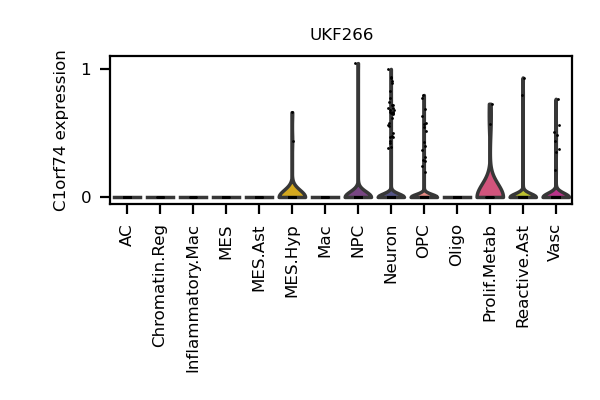 UKF266
C1orf74 expression
1
0
AC
Chromatin.Reg
Inflammatory.Mac
MES
MES.Ast
MES.Hyp
Mac
NPC
Neuron
OPC
Oligo
Prolif.Metab
Reactive.Ast
Vasc